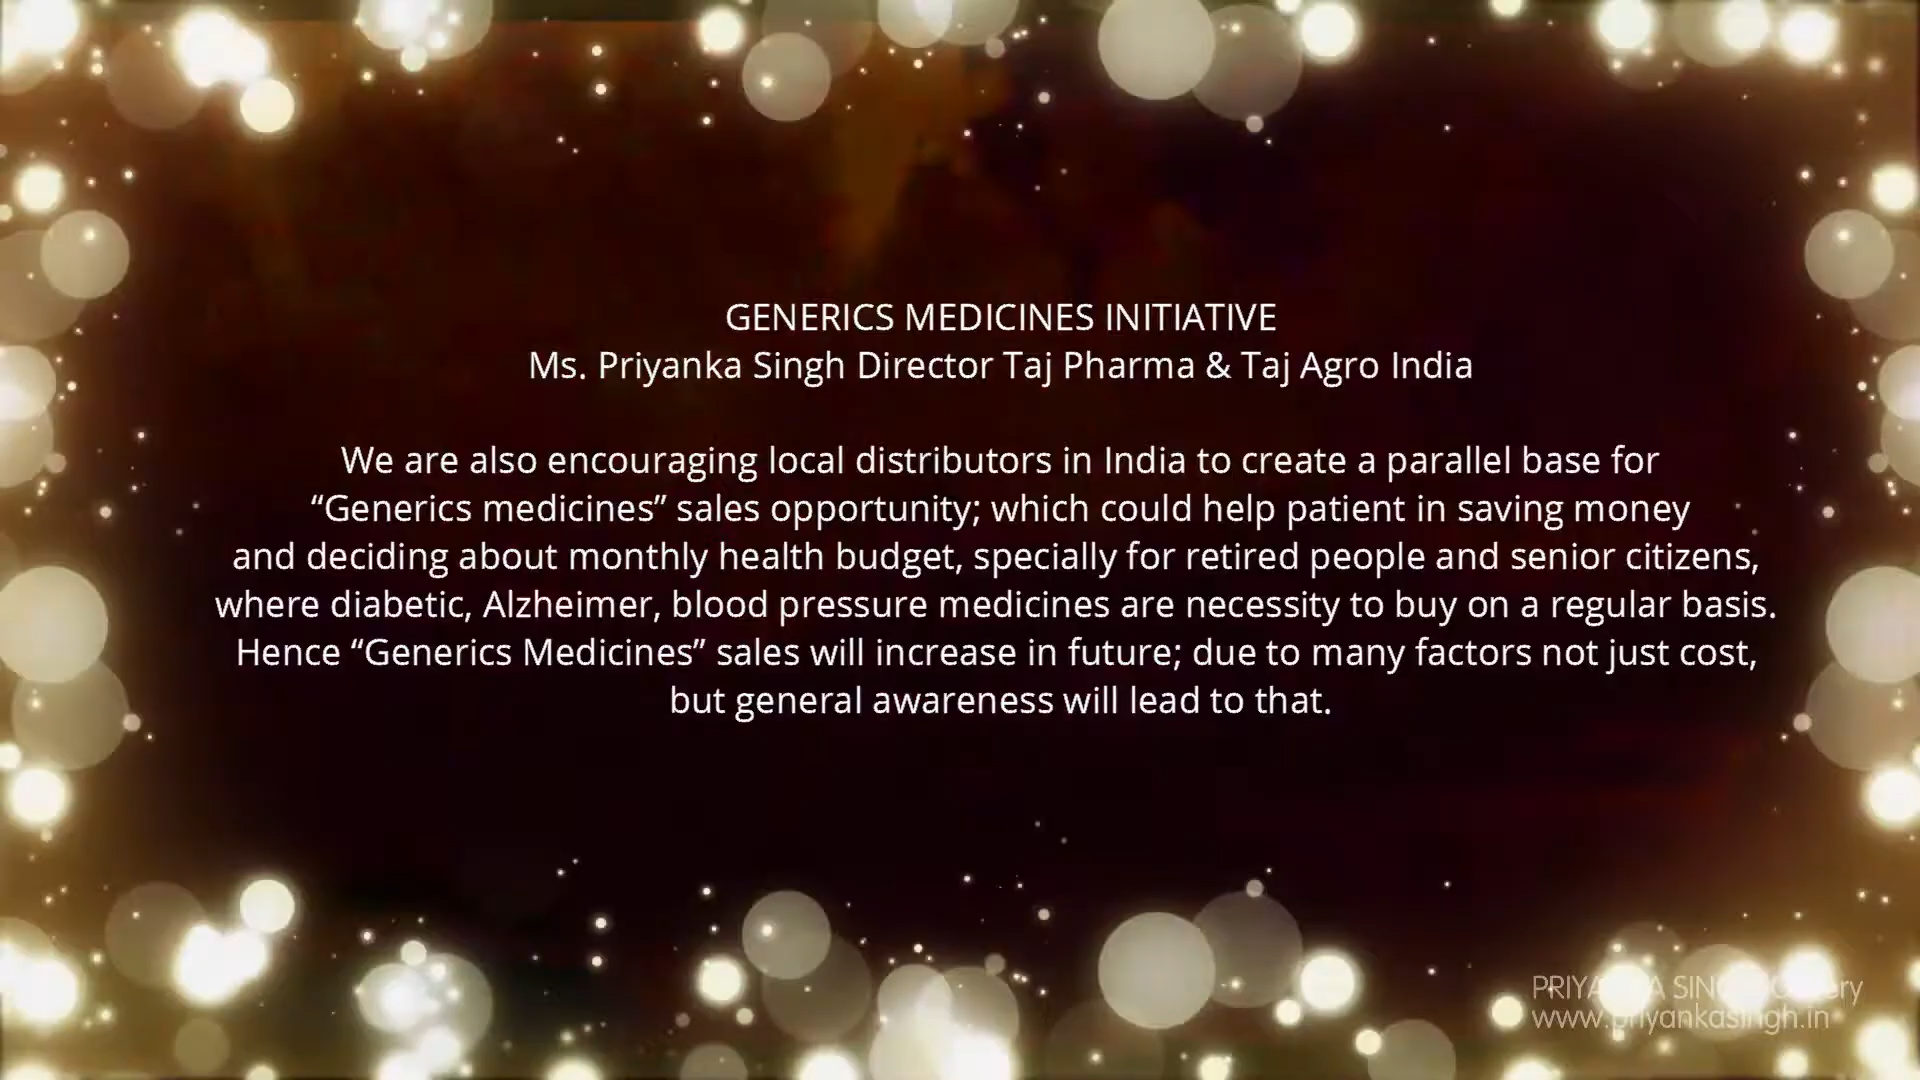 GENERICS MEDICINES INITIATIVE
Ms. Priyanka Singh Director Taj Pharma & Taj Agro India
We are also encouraging local distributors in India to create a parallel base for
“Generics medicines” sales opportunity; which could help patient in saving money
and deciding about monthly health budget, specially for retired people and senior citizens,
where diabetic, Alzheimer, blood pressure medicines are necessity to buy on a regular basis.
Hence “Generics Medicines” sales will increase in future; due to many factors not just cost,
but general awareness will lead to that.
PRIYANKA SINGH
www.priyankasingh.in